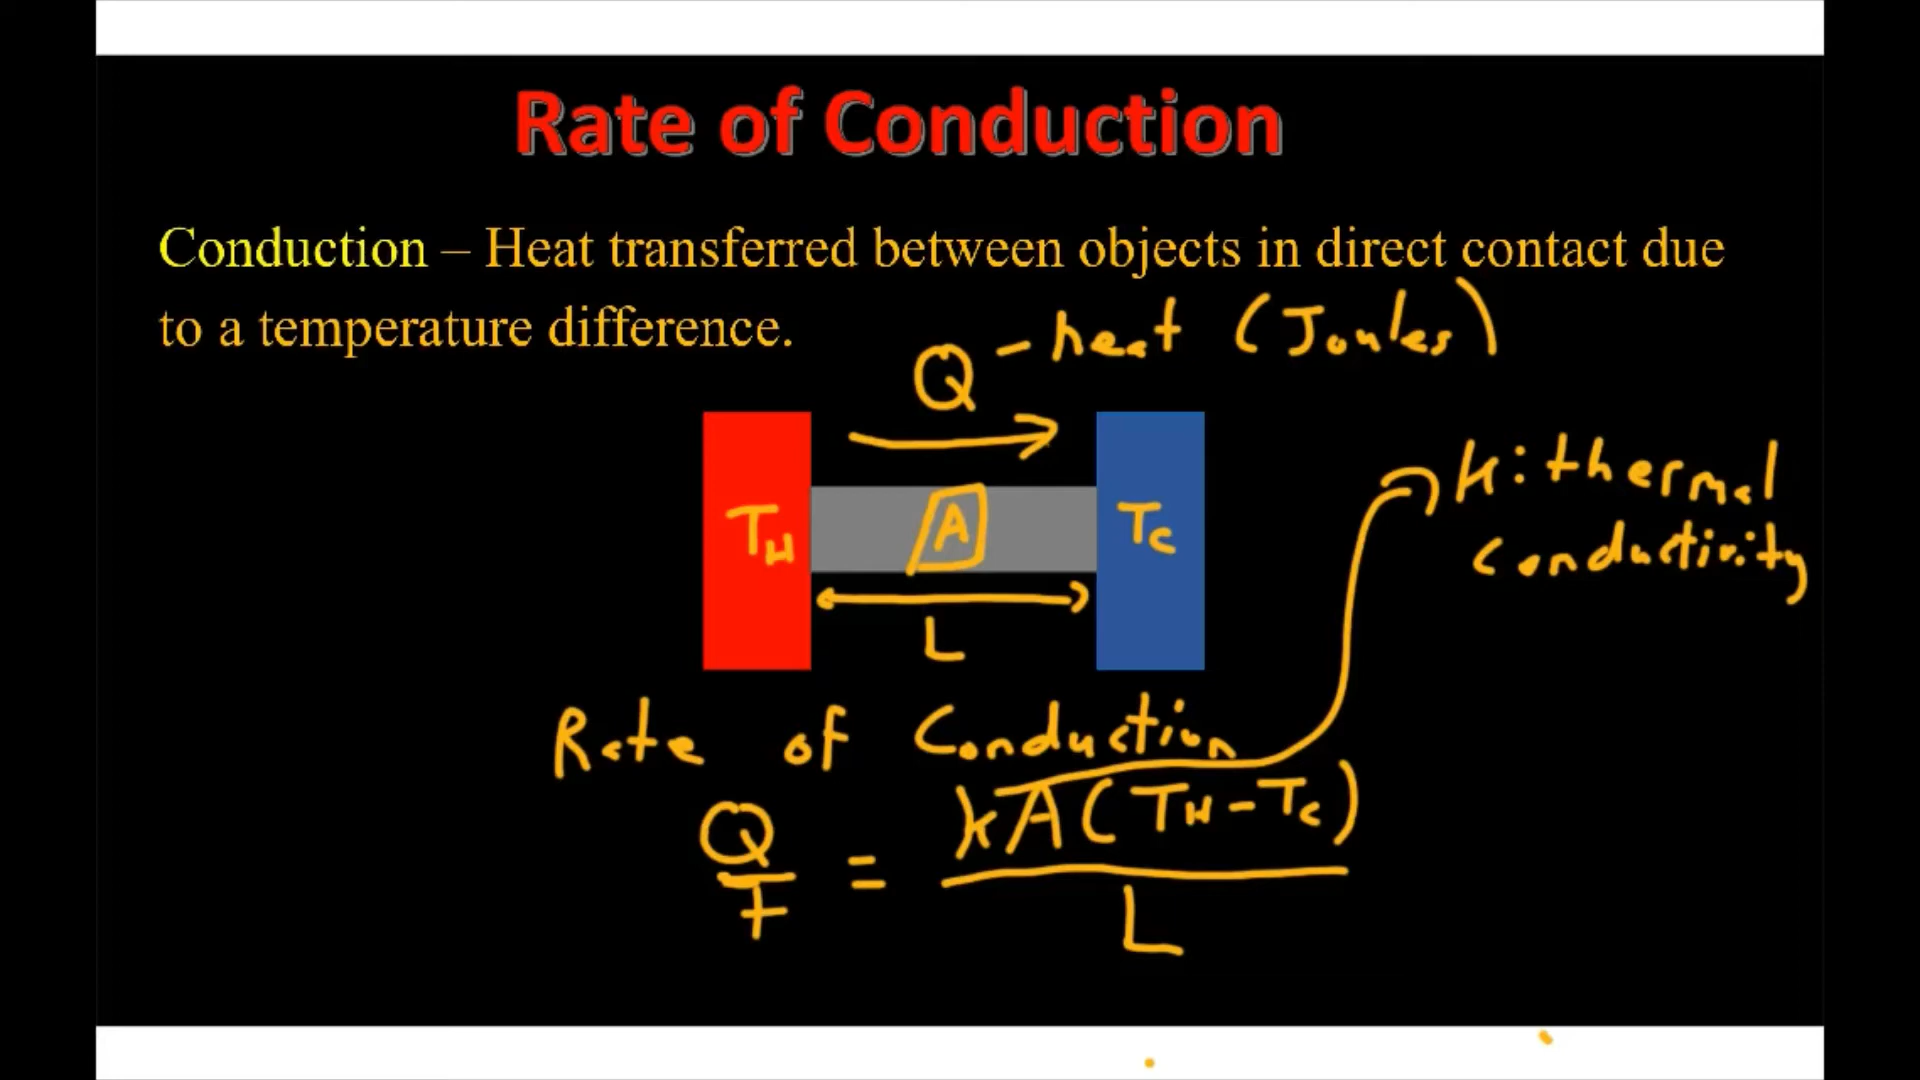 Rate of Conduction
Conduction – Heat transferred between objects in direct contact due
to a temperature difference.
Q – heat (Joules)
k: thermal
conductivity
T_H A T_C
L
Rate of Conduction
Q/t = kA(T_H - T_C)/L